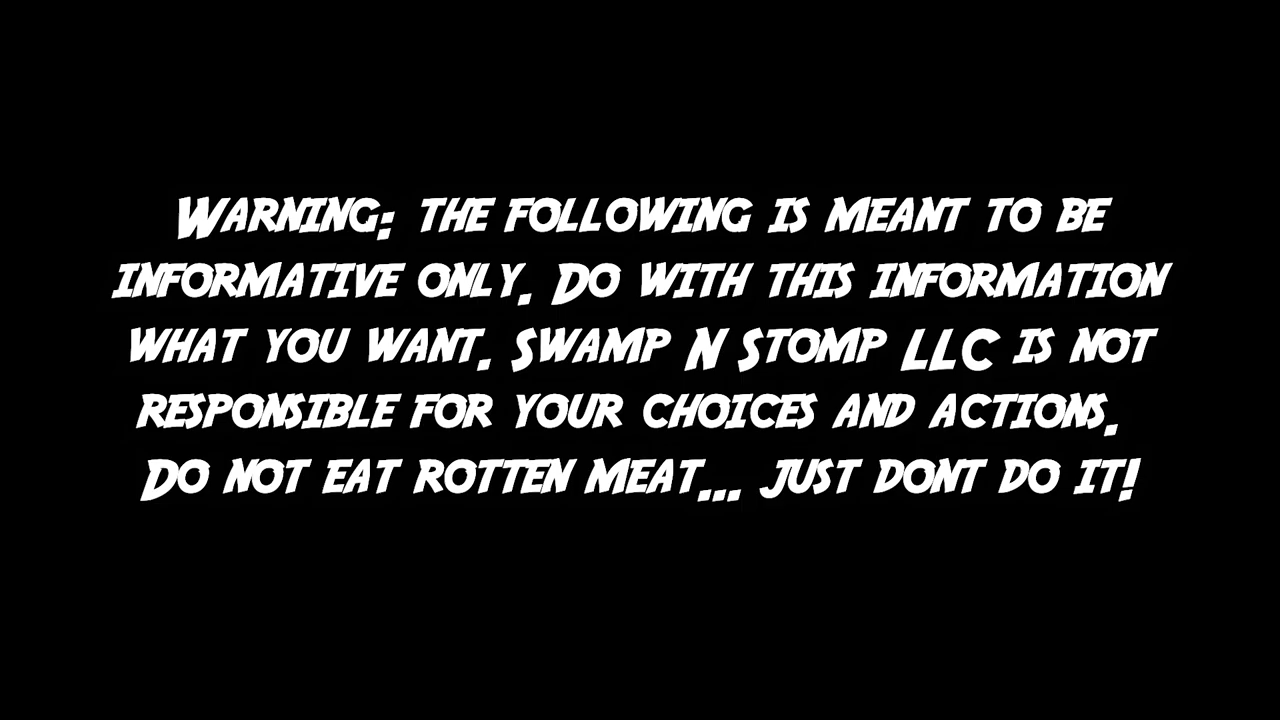 Warning: the following is meant to be
informative only. Do with this information
what you want. Swamp N Stomp LLC is not
responsible for your choices and actions.
Do not eat rotten meat... just dont do it!